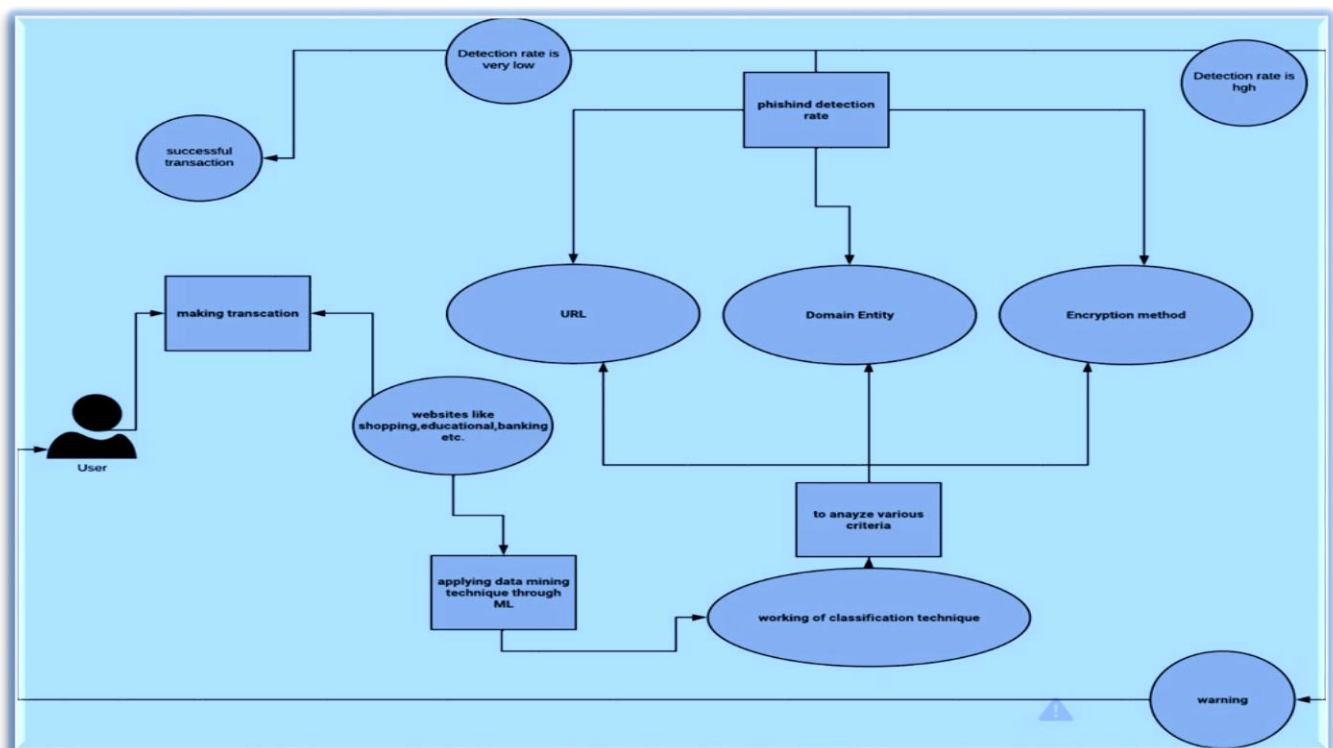 Detection rate is
very low
Detection rate is
hgh
phishind detection
rate
successful
transaction
making transcation
URL
Domain Entity
Encryption method
websites like
shopping,educational,banking
etc.
User
to anayze various
criteria
applying data mining
technique through
ML
working of classification technique
warning